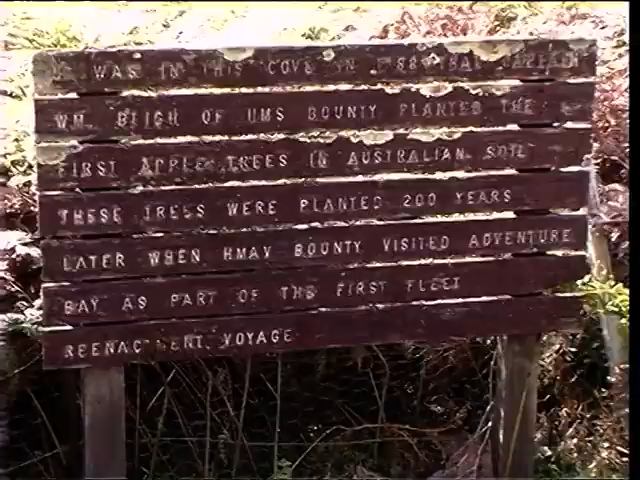 IT WAS IN THIS COVE IN 1788 THAT CAPTAIN
WM. BLIGH OF HMS BOUNTY PLANTED THE
FIRST APPLE TREES IN AUSTRALIAN SOIL
THESE TREES WERE PLANTED 200 YEARS
LATER WHEN HMAV BOUNTY VISITED ADVENTURE
BAY AS PART OF THE FIRST FLEET
REENACTMENT VOYAGE